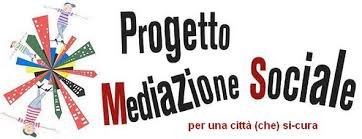 Progetto
Mediazione Sociale
per una città (che) si-cura